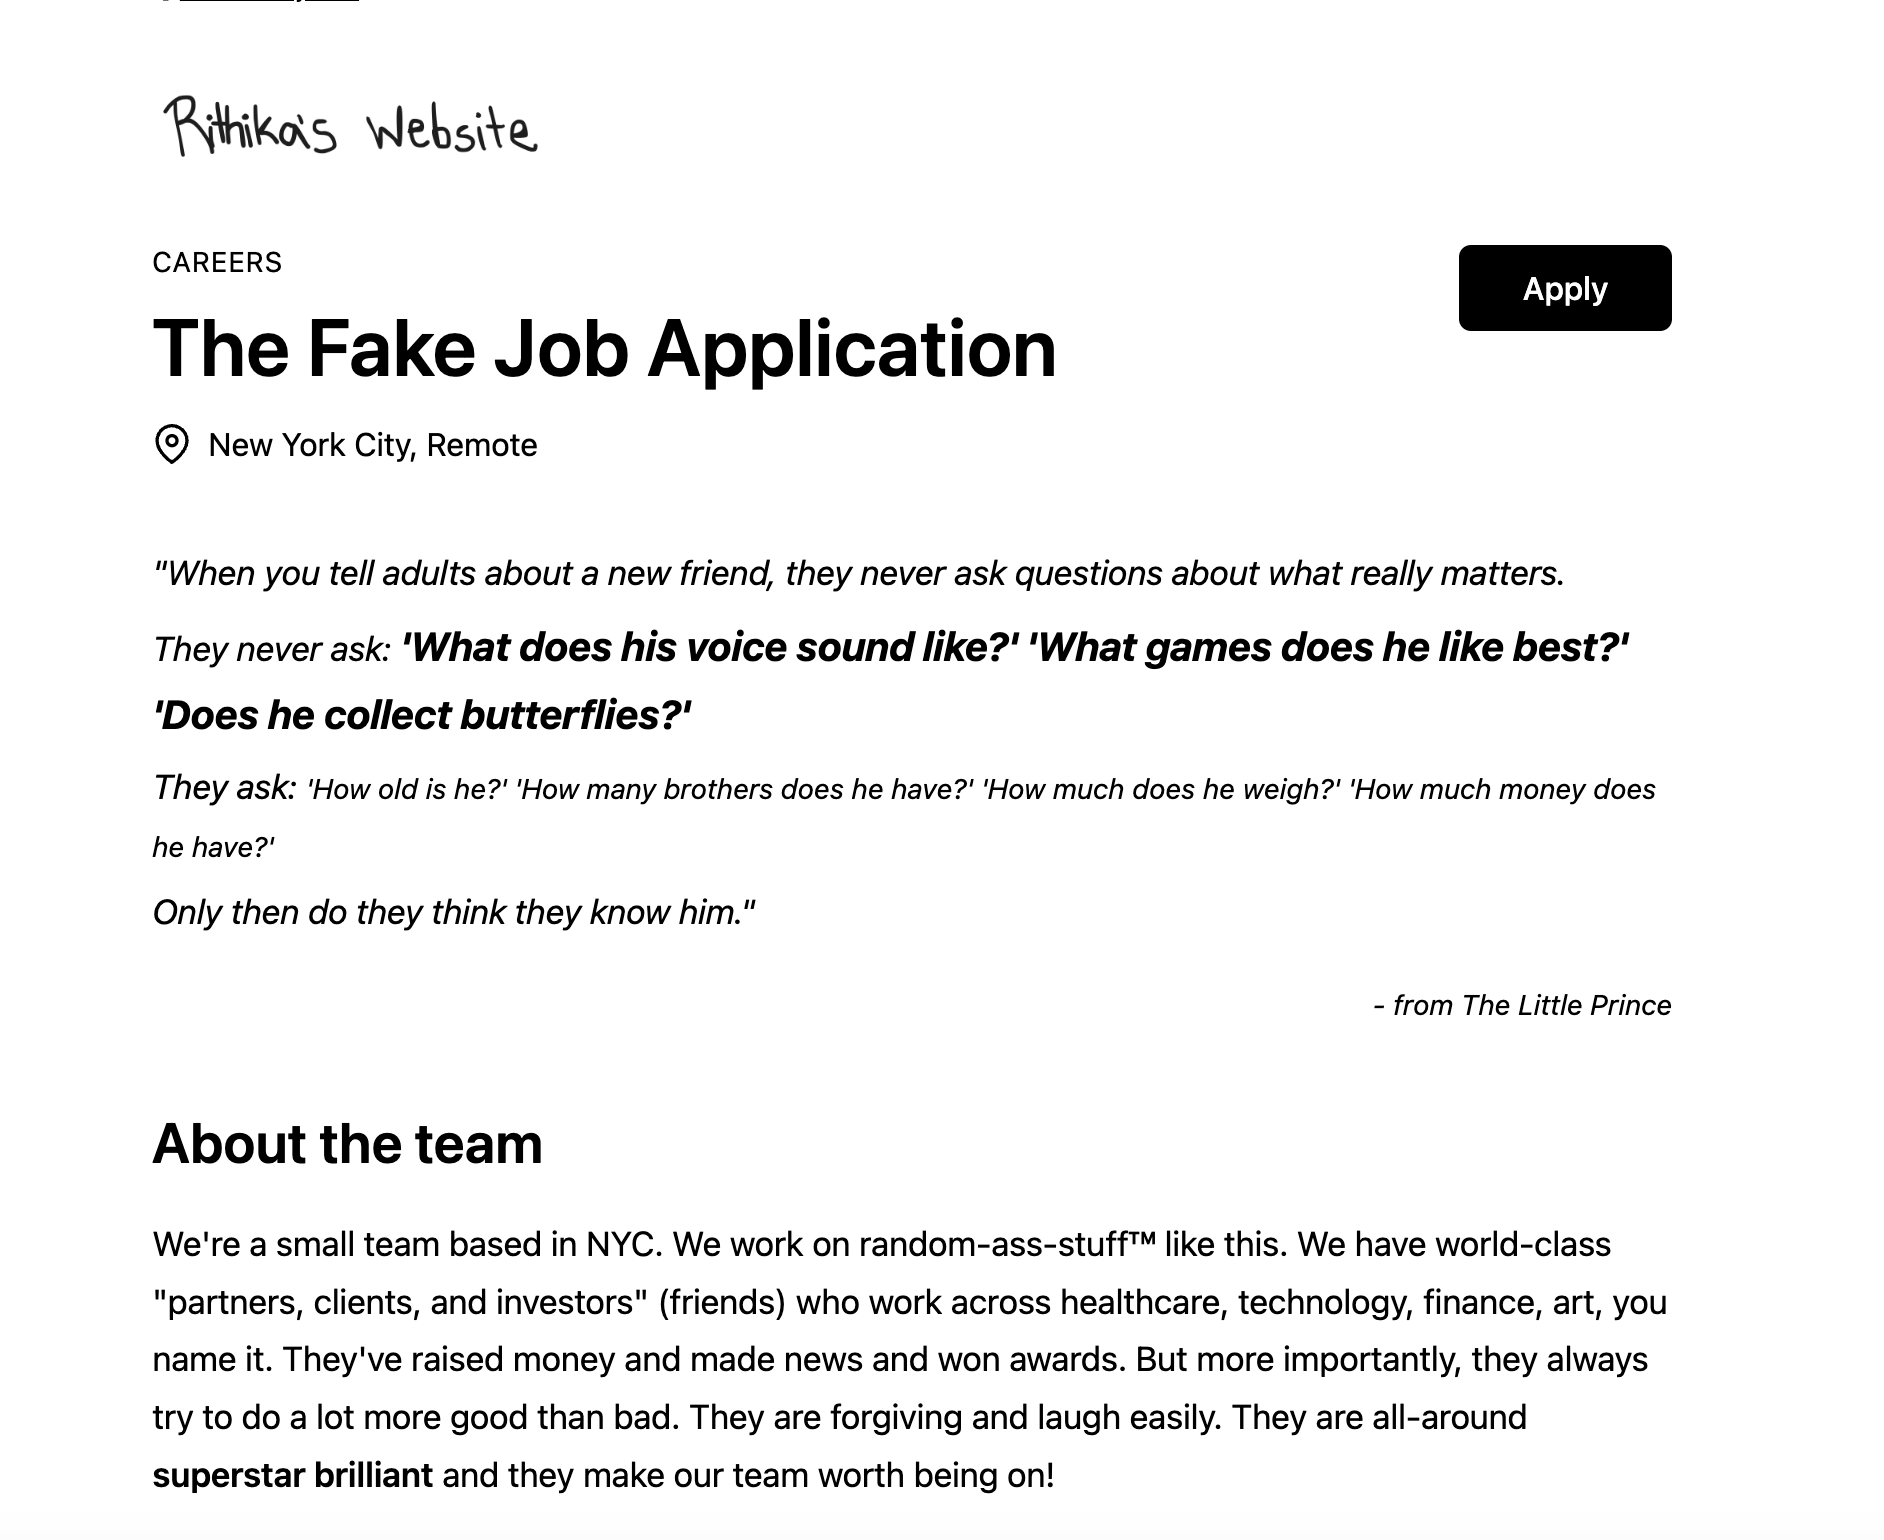 Rithika's Website
CAREERS
Apply
The Fake Job Application
New York City, Remote
"When you tell adults about a new friend, they never ask questions about what really matters.
They never ask: 'What does his voice sound like?' 'What games does he like best?'
'Does he collect butterflies?'
They ask: 'How old is he?' 'How many brothers does he have?' 'How much does he weigh?' 'How much money does
he have?'
Only then do they think they know him."
- from The Little Prince
About the team
We're a small team based in NYC. We work on random-ass-stuff™ like this. We have world-class
"partners, clients, and investors" (friends) who work across healthcare, technology, finance, art, you
name it. They've raised money and made news and won awards. But more importantly, they always
try to do a lot more good than bad. They are forgiving and laugh easily. They are all-around
superstar brilliant and they make our team worth being on!